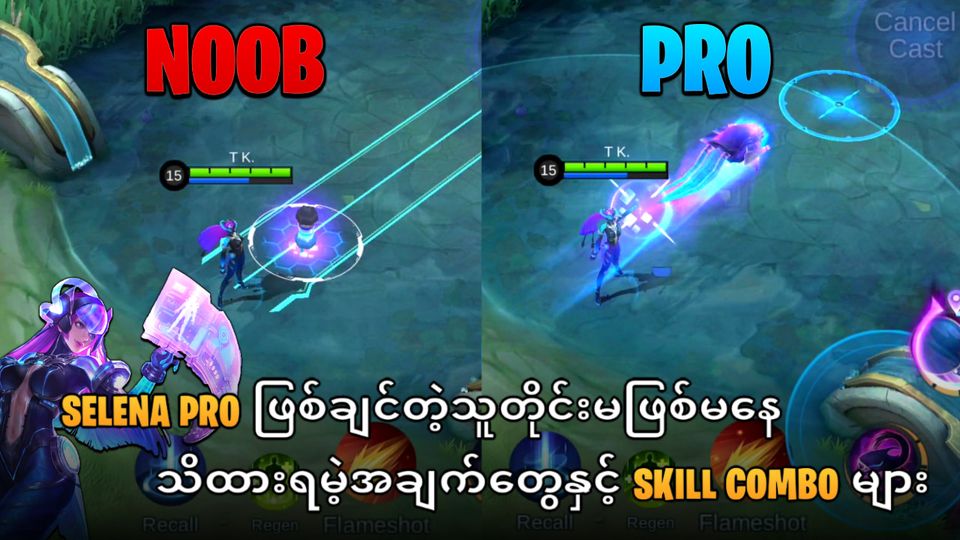 NOOB
PRO
Cancel
Cast
T K.
15
T K.
15
SELENA PRO ဖြစ်ချင်တဲ့သူတိုင်းမဖြစ်မနေ
သိထားရမဲ့အချက်တွေနှင့် SKILL COMBO များ
Recall
Regen
Flameshot
Recall
Regen
Flameshot